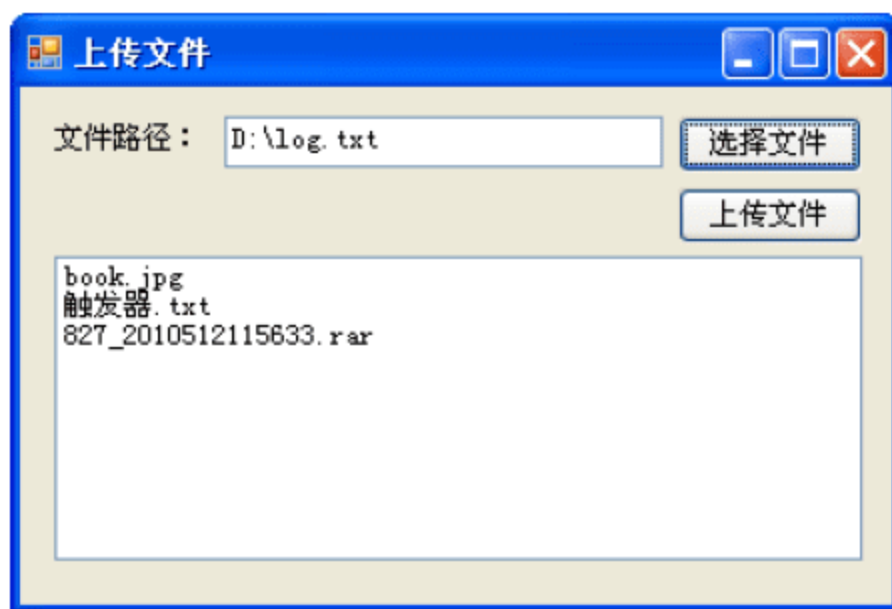 上传文件
文件路径： D:\log.txt 选择文件
上传文件
book.jpg
触发器.txt
827_2010512115633.rar